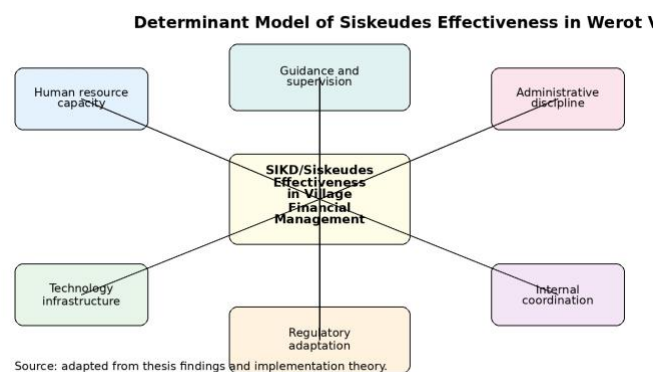 Determinant Model of Siskeudes Effectiveness in Werot V
Guidance and
supervision
Human resource
capacity
Administrative
discipline
SIKD/Siskeudes
Effectiveness
in Village
Financial
Management
Technology
infrastructure
Internal
coordination
Regulatory
adaptation
Source: adapted from thesis findings and implementation theory.